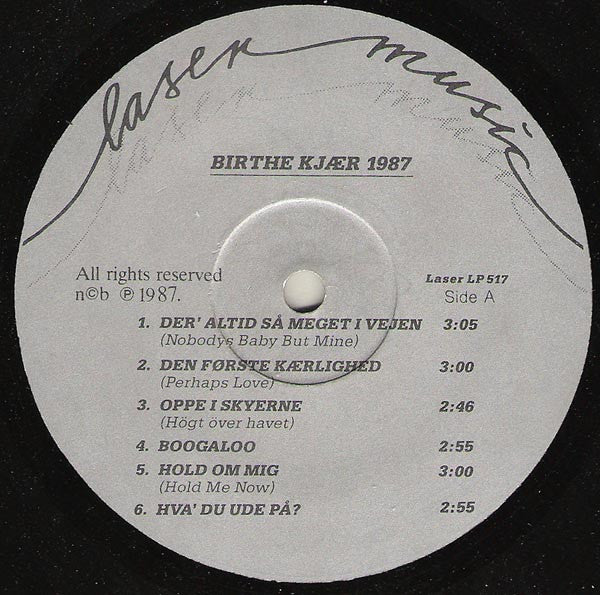 laser music
laser music
BIRTHE KJÆR 1987
All rights reserved
n©b ℗ 1987.
Laser LP 517
Side A
1. DER' ALTID SÅ MEGET I VEJEN 3:05
(Nobodys Baby But Mine)
2. DEN FØRSTE KÆRLIGHED 3:00
(Perhaps Love)
3. OPPE I SKYERNE 2:46
(Högt över havet)
4. BOOGALOO 2:55
5. HOLD OM MIG 3:00
(Hold Me Now)
6. HVA' DU UDE PÅ? 2:55